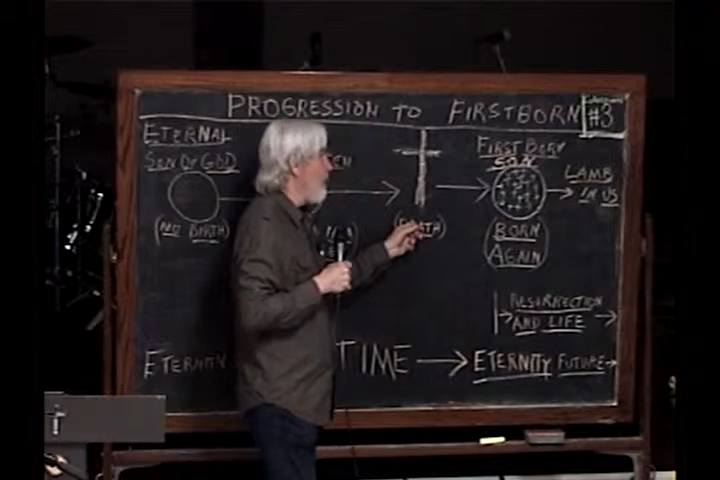 PROGRESSION TO FIRSTBORN
#3
ETERNAL
SON OF GOD
(NO BIRTH)
(DEATH)
FIRST BORN
SON
BORN
AGAIN
LAMB
IN US
RESURRECTION
AND LIFE
ETERNITY
TIME
ETERNITY FUTURE